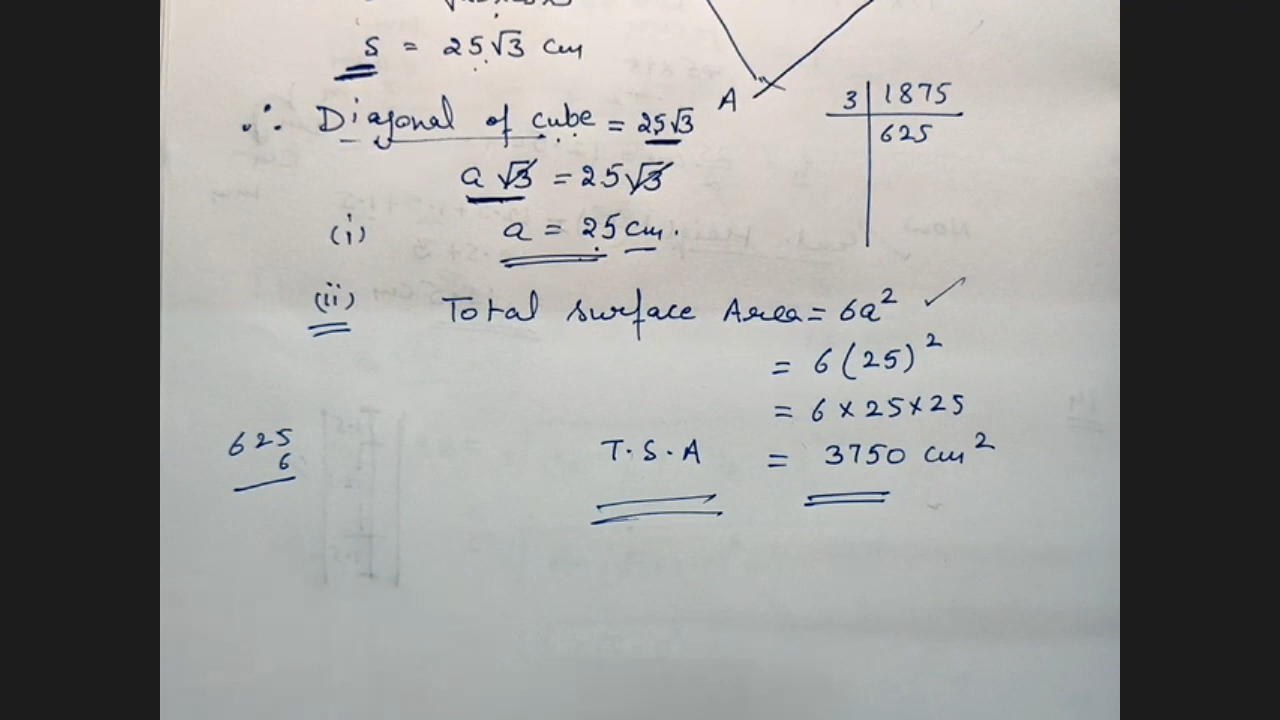 s = 25√3 cm
∴ Diagonal of cube = 25√3
A
3 | 1875
625
a√3 = 25√3
(i) a = 25 cm.
(ii) Total surface Area = 6a² ✓
= 6(25)²
= 6 × 25 × 25
625
6
T.S.A = 3750 cm²